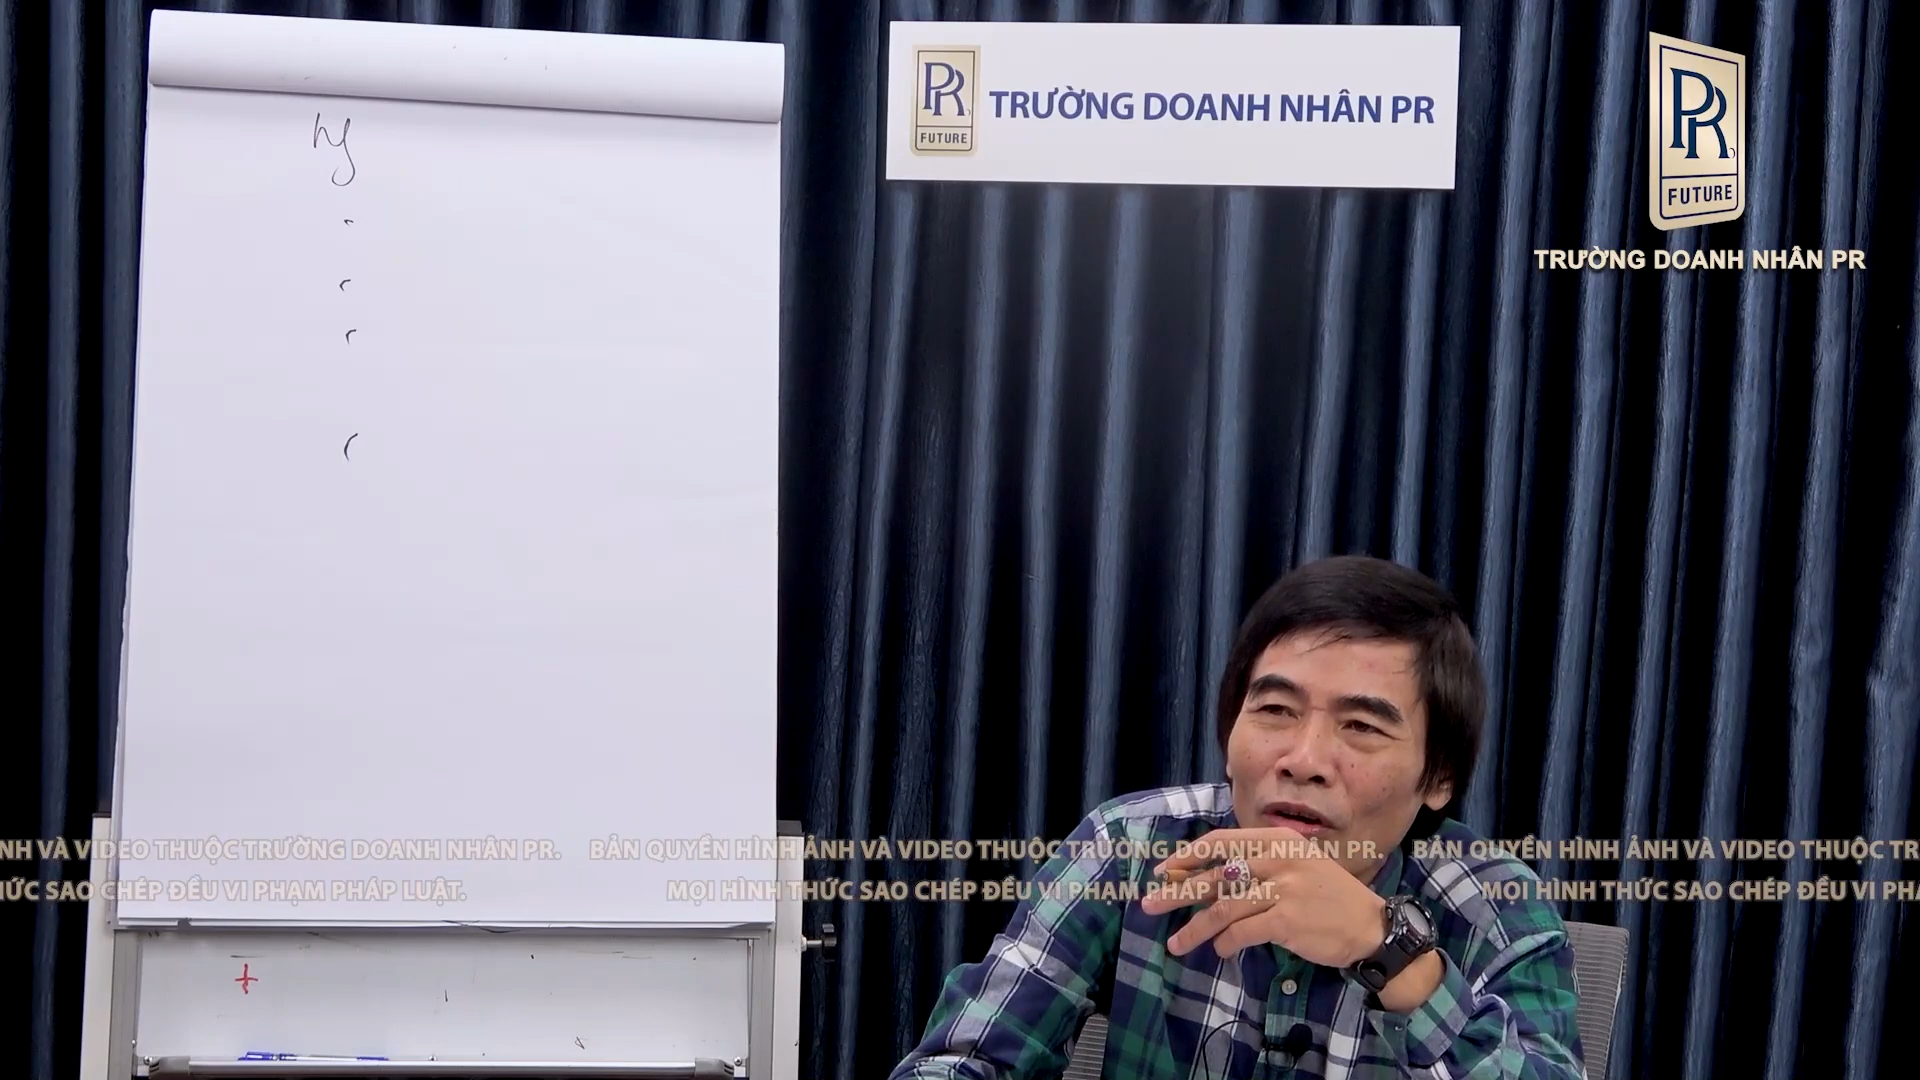 PR
FUTURE
TRƯỜNG DOANH NHÂN PR
PR
FUTURE
TRƯỜNG DOANH NHÂN PR
NH VÀ VIDEO THUỘC TRƯỜNG DOANH NHÂN PR. BẢN QUYỀN HÌNH ẢNH VÀ VIDEO THUỘC TRƯỜNG DOANH NHÂN PR. BẢN QUYỀN HÌNH ẢNH VÀ VIDEO THUỘC TR
HỨC SAO CHÉP ĐỀU VI PHẠM PHÁP LUẬT. MỌI HÌNH THỨC SAO CHÉP ĐỀU VI PHẠM PHÁP LUẬT. MỌI HÌNH THỨC SAO CHÉP ĐỀU VI PHẠ